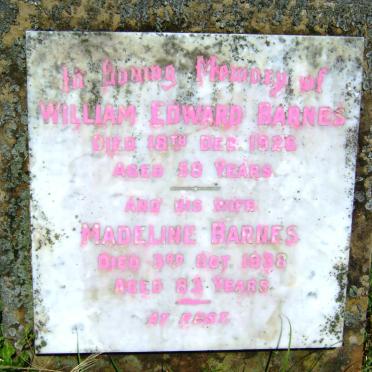 In Loving Memory of
WILLIAM EDWARD BARNES
DIED 18TH DEC. 1926
AGED 58 YEARS
AND HIS WIFE
MADELINE BARNES
DIED 3RD OCT. 1938
AGED 82 YEARS
AT REST